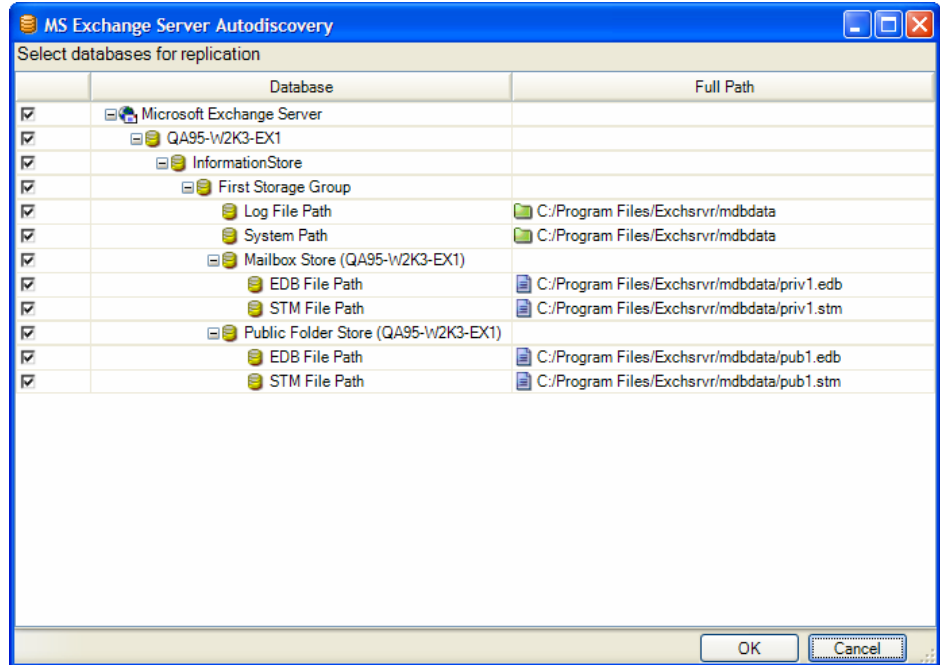 MS Exchange Server Autodiscovery
Select databases for replication
Database Full Path
Microsoft Exchange Server
QA95-W2K3-EX1
InformationStore
First Storage Group
Log File Path C:/Program Files/Exchsrvr/mdbdata
System Path C:/Program Files/Exchsrvr/mdbdata
Mailbox Store (QA95-W2K3-EX1)
EDB File Path C:/Program Files/Exchsrvr/mdbdata/priv1.edb
STM File Path C:/Program Files/Exchsrvr/mdbdata/priv1.stm
Public Folder Store (QA95-W2K3-EX1)
EDB File Path C:/Program Files/Exchsrvr/mdbdata/pub1.edb
STM File Path C:/Program Files/Exchsrvr/mdbdata/pub1.stm
OK Cancel